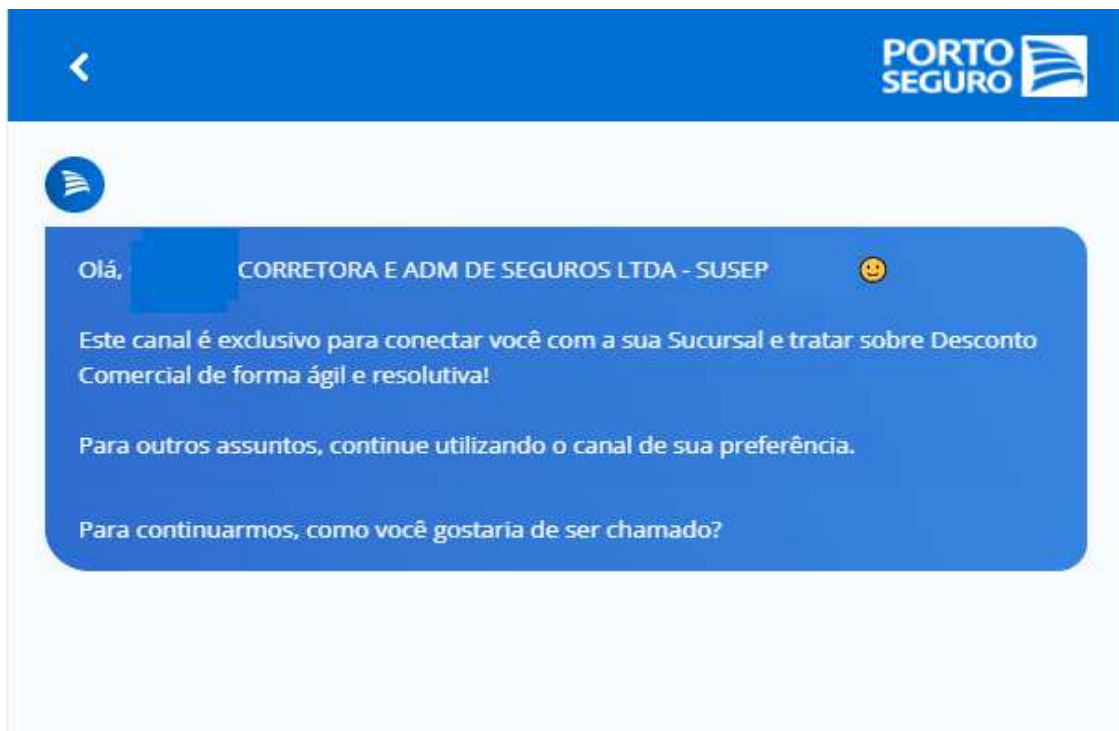 PORTO
SEGURO
Olá, CORRETORA E ADM DE SEGUROS LTDA - SUSEP
Este canal é exclusivo para conectar você com a sua Sucursal e tratar sobre Desconto
Comercial de forma ágil e resolutiva!
Para outros assuntos, continue utilizando o canal de sua preferência.
Para continuarmos, como você gostaria de ser chamado?